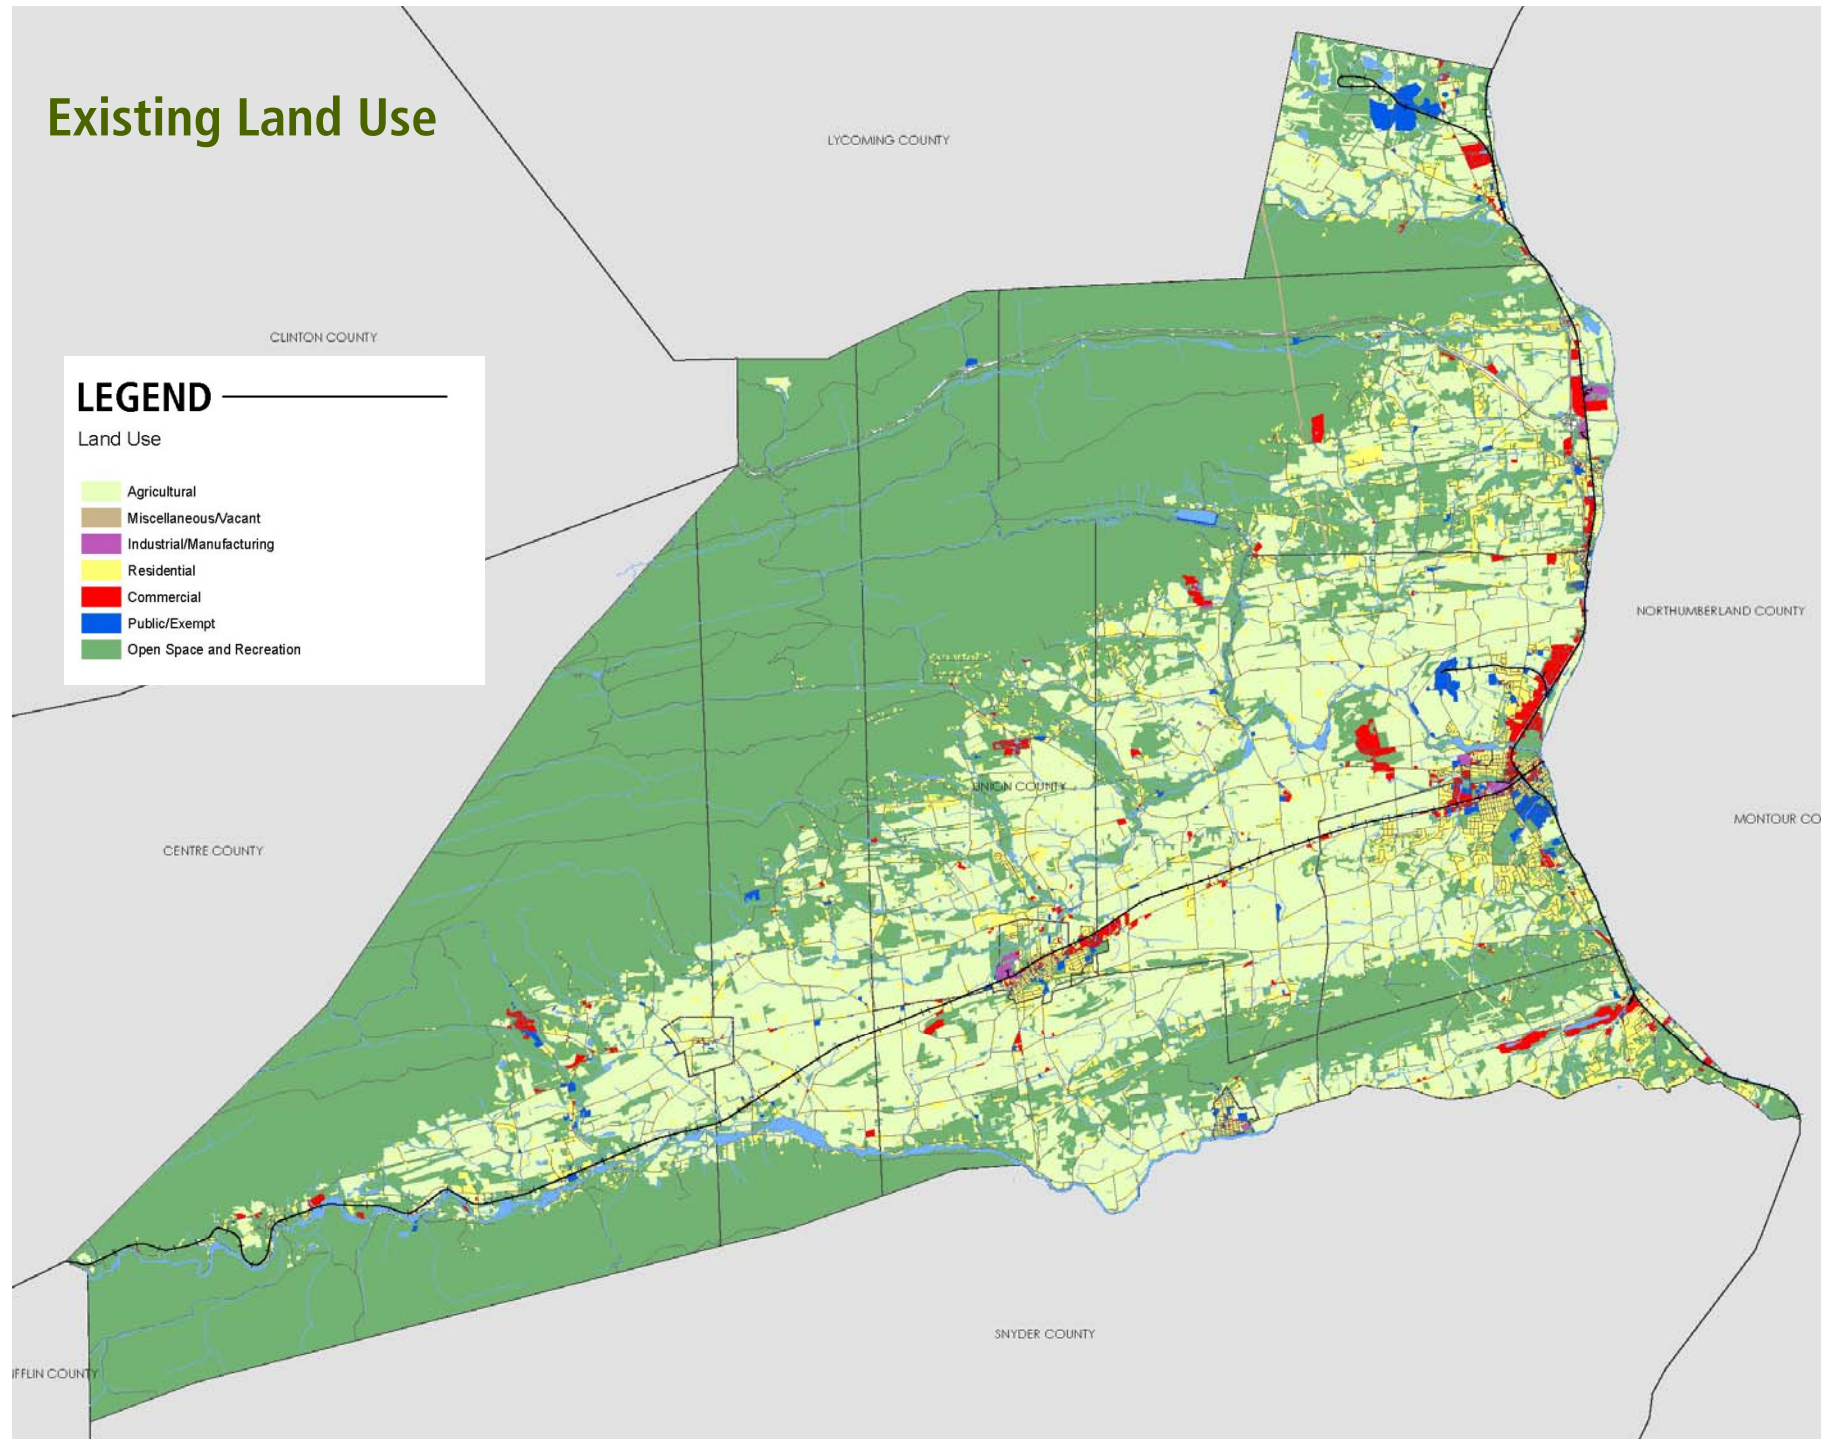 Existing Land Use
LYCOMING COUNTY
CLINTON COUNTY
LEGEND
Land Use
Agricultural
Miscellaneous/Vacant
Industrial/Manufacturing
Residential
Commercial
Public/Exempt
Open Space and Recreation
NORTHUMBERLAND COUNTY
UNION COUNTY
MONTOUR CO
CENTRE COUNTY
SNYDER COUNTY
IFFLIN COUNTY